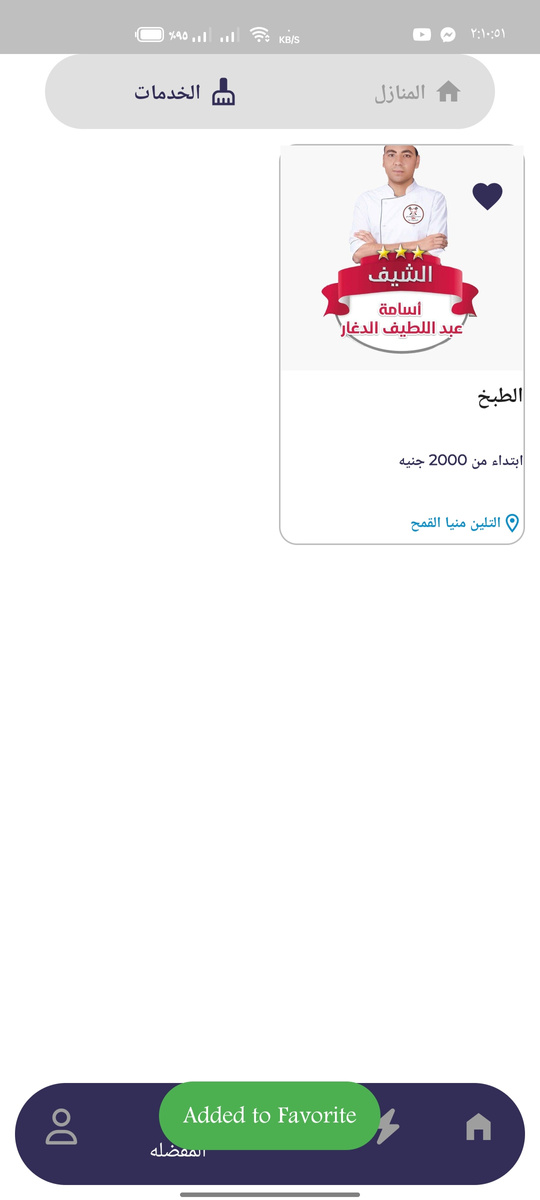 ٢:١٠:٥١
KB/S
٪٩٥
المنازل
الخدمات
الشيف
أسامة
عبد اللطيف الدغار
الطبخ
ابتداء من 2000 جنيه
التلين منيا القمح
Added to Favorite
المفضله